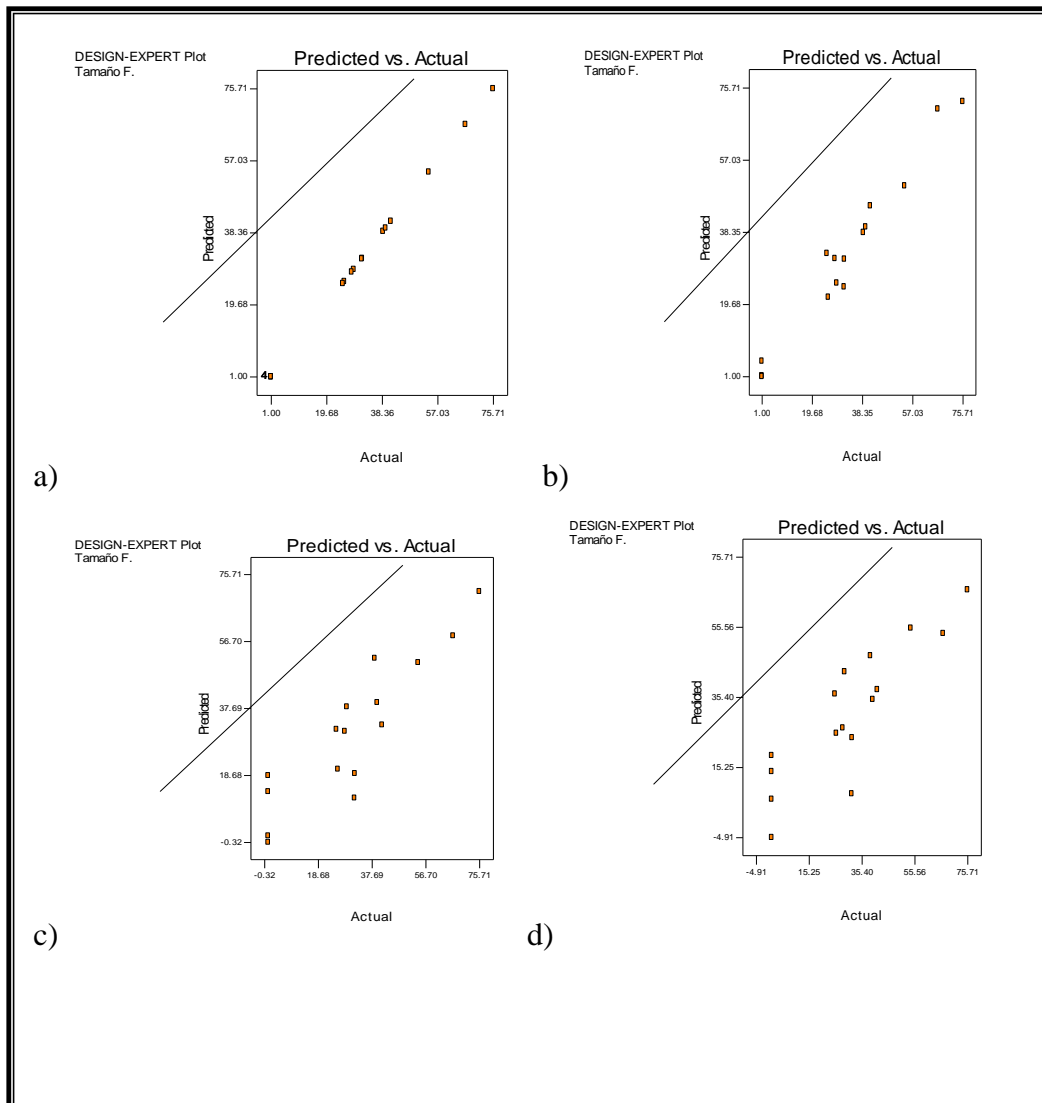 DESIGN-EXPERT Plot
Tamaño F.
Predicted vs. Actual
75.71
57.03
38.36
19.68
1.00
Predicted
4
1.00 19.68 38.36 57.03 75.71
Actual
a)
DESIGN-EXPERT Plot
Tamaño F.
Predicted vs. Actual
75.71
57.03
38.35
19.68
1.00
Predicted
1.00 19.68 38.35 57.03 75.71
Actual
b)
DESIGN-EXPERT Plot
Tamaño F.
Predicted vs. Actual
75.71
56.70
37.69
18.68
-0.32
Predicted
-0.32 18.68 37.69 56.70 75.71
Actual
c)
DESIGN-EXPERT Plot
Tamaño F.
Predicted vs. Actual
75.71
55.56
35.40
15.25
-4.91
Predicted
-4.91 15.25 35.40 55.56 75.71
Actual
d)